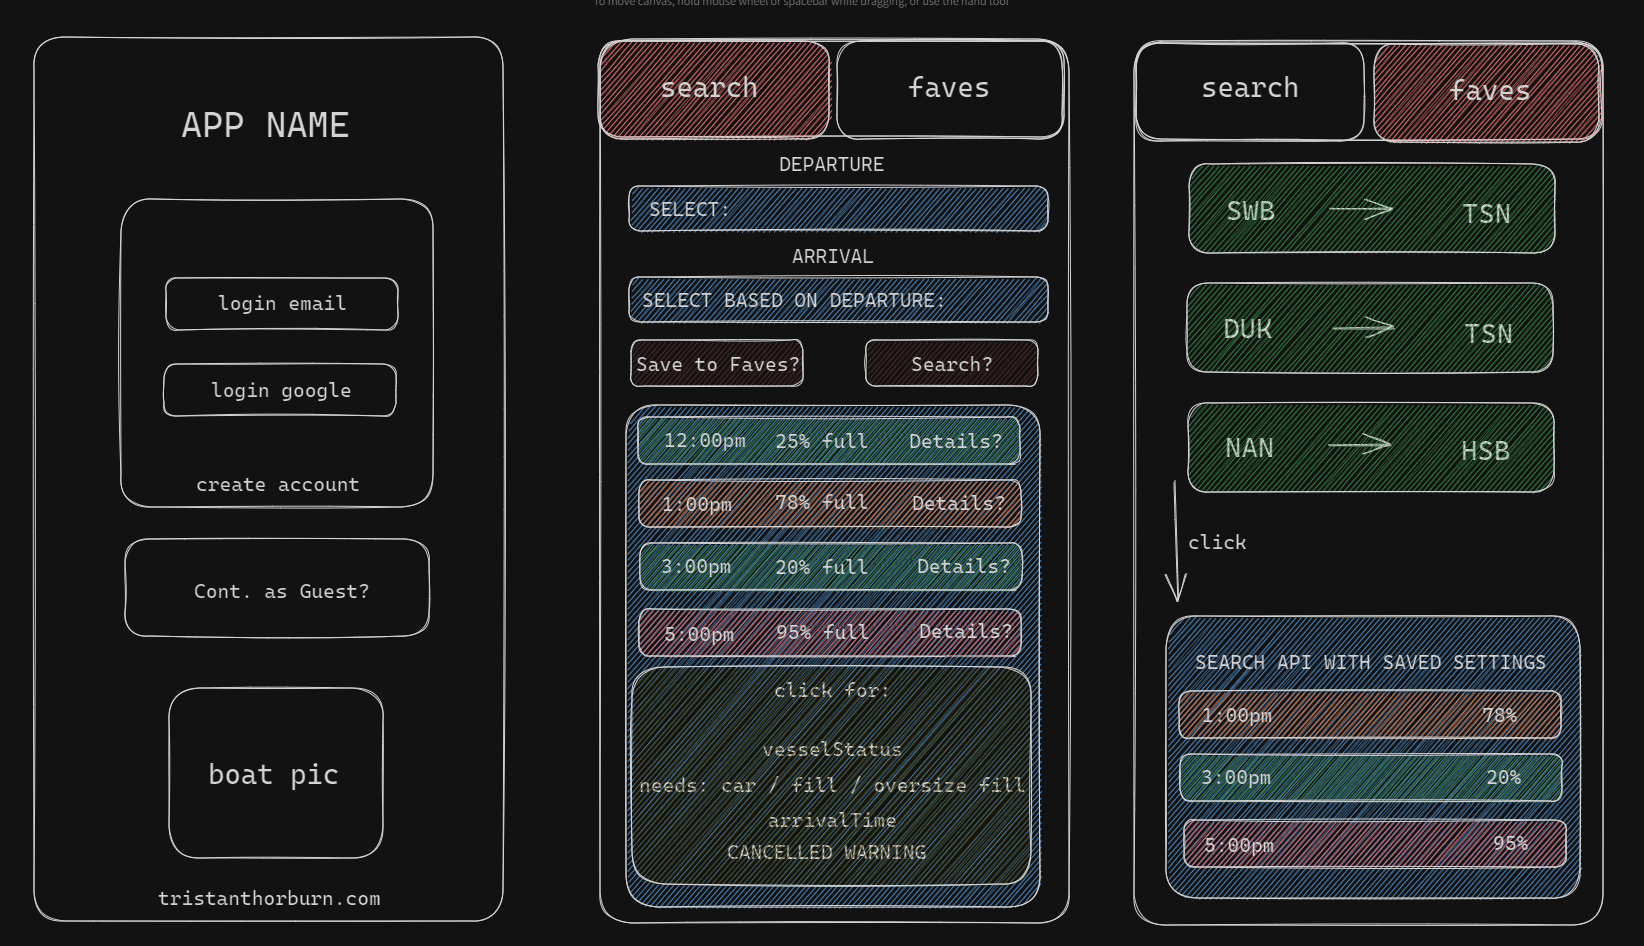 To move canvas, hold mouse wheel or spacebar while dragging, or use the hand tool
APP NAME
login email
login google
create account
Cont. as Guest?
boat pic
tristanthorburn.com
search
faves
DEPARTURE
SELECT:
ARRIVAL
SELECT BASED ON DEPARTURE:
Save to Faves?
Search?
12:00pm 25% full Details?
1:00pm 78% full Details?
3:00pm 20% full Details?
5:00pm 95% full Details?
click for:
vesselStatus
needs: car / fill / oversize fill
arrivalTime
CANCELLED WARNING
search
faves
SWB TSN
DUK TSN
NAN HSB
click
SEARCH API WITH SAVED SETTINGS
1:00pm 78%
3:00pm 20%
5:00pm 95%